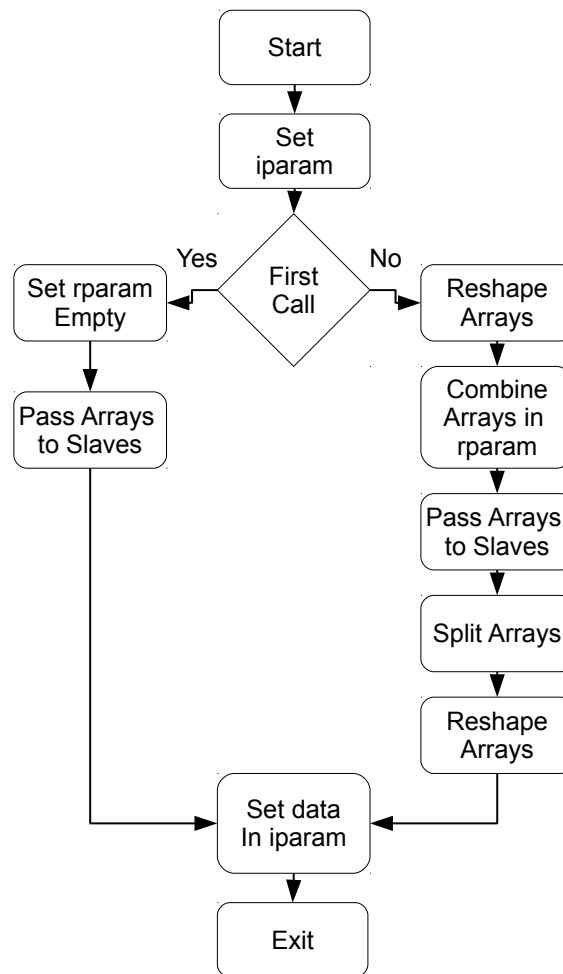 Start
Set
iparam
Yes
No
First
Call
Set rparam
Empty
Pass Arrays
to Slaves
Reshape
Arrays
Combine
Arrays in
rparam
Pass Arrays
to Slaves
Split Arrays
Reshape
Arrays
Set data
In iparam
Exit